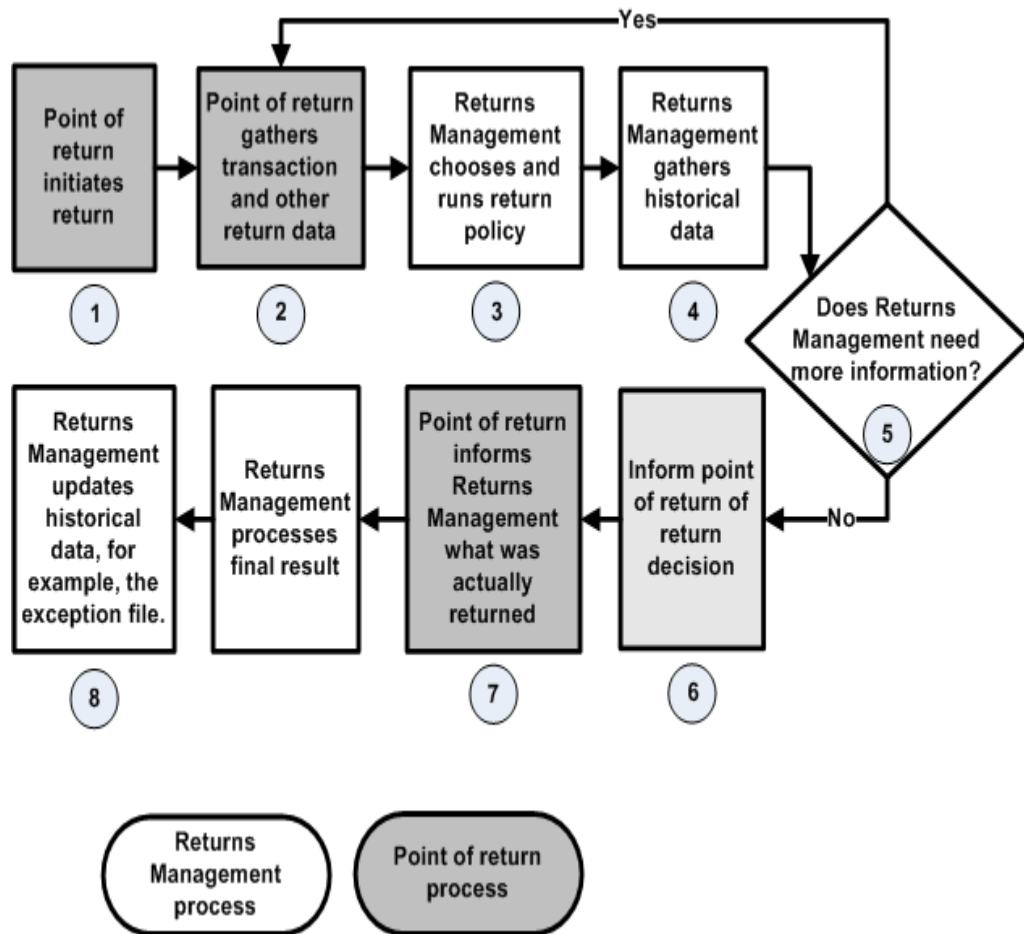 Yes
Point of
return
initiates
return
Point of return
gathers
transaction
and other
return data
Returns
Management
chooses and
runs return
policy
Returns
Management
gathers
historical
data
1
2
3
4
Does Returns
Management need
more information?
5
No
Inform point
of return of
return
decision
Point of return
informs
Returns
Management
what was
actually
returned
Returns
Management
processes
final result
Returns
Management
updates
historical
data, for
example, the
exception file.
8
7
6
Returns
Management
process
Point of return
process